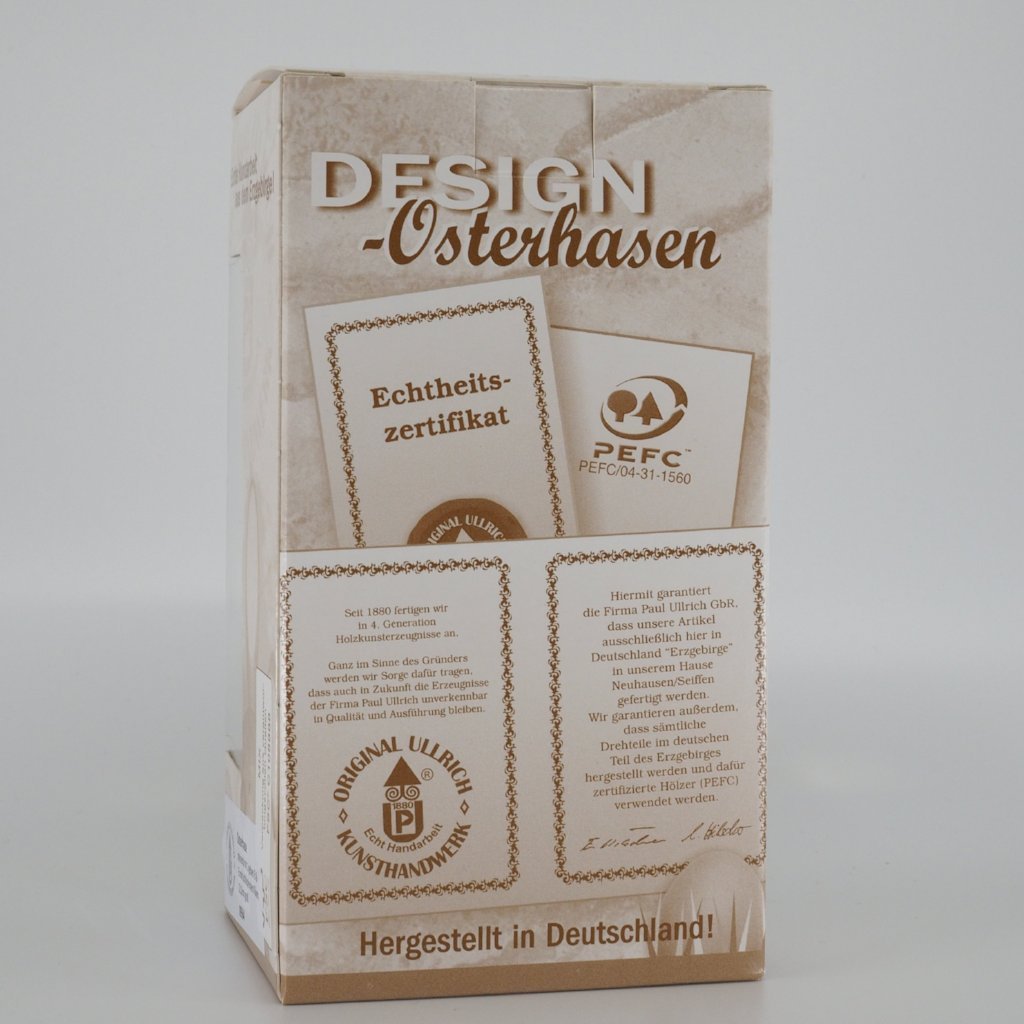 DESIGN
-Osterhasen
Echtheits-
zertifikat
PEFC™
PEFC/04-31-1560
Seit 1880 fertigen wir
in 4. Generation
Holzkunsterzeugnisse an.
Ganz im Sinne des Gründers
werden wir Sorge dafür tragen,
dass auch in Zukunft die Erzeugnisse
der Firma Paul Ullrich unverkennbar
in Qualität und Ausführung bleiben.
ORIGINAL ULLRICH
®
1880
UP
Echt Handarbeit
KUNSTHANDWERK
Hiermit garantiert
die Firma Paul Ullrich GbR,
dass unsere Artikel
ausschließlich hier in
Deutschland "Erzgebirge"
in unserem Hause
Neuhausen/Seiffen
gefertigt werden.
Wir garantieren außerdem,
dass sämtliche
Drehteile im deutschen
Teil des Erzgebirges
hergestellt werden und dafür
zertifizierte Hölzer (PEFC)
verwendet werden.
Hergestellt in Deutschland!